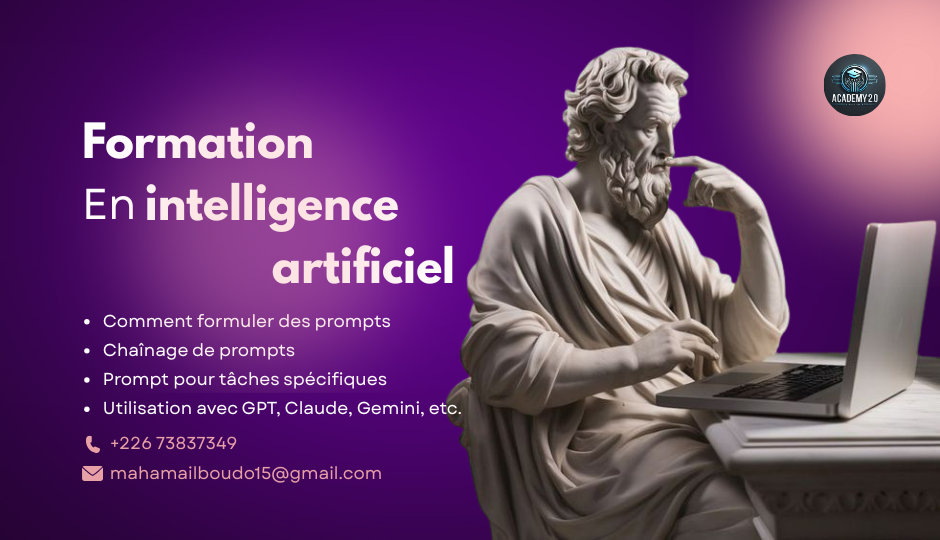 ACADEMY 2.0
Formation
En intelligence
artificiel
• Comment formuler des prompts
• Chaînage de prompts
• Prompt pour tâches spécifiques
• Utilisation avec GPT, Claude, Gemini, etc.
+226 73837349
mahamailboudo15@gmail.com